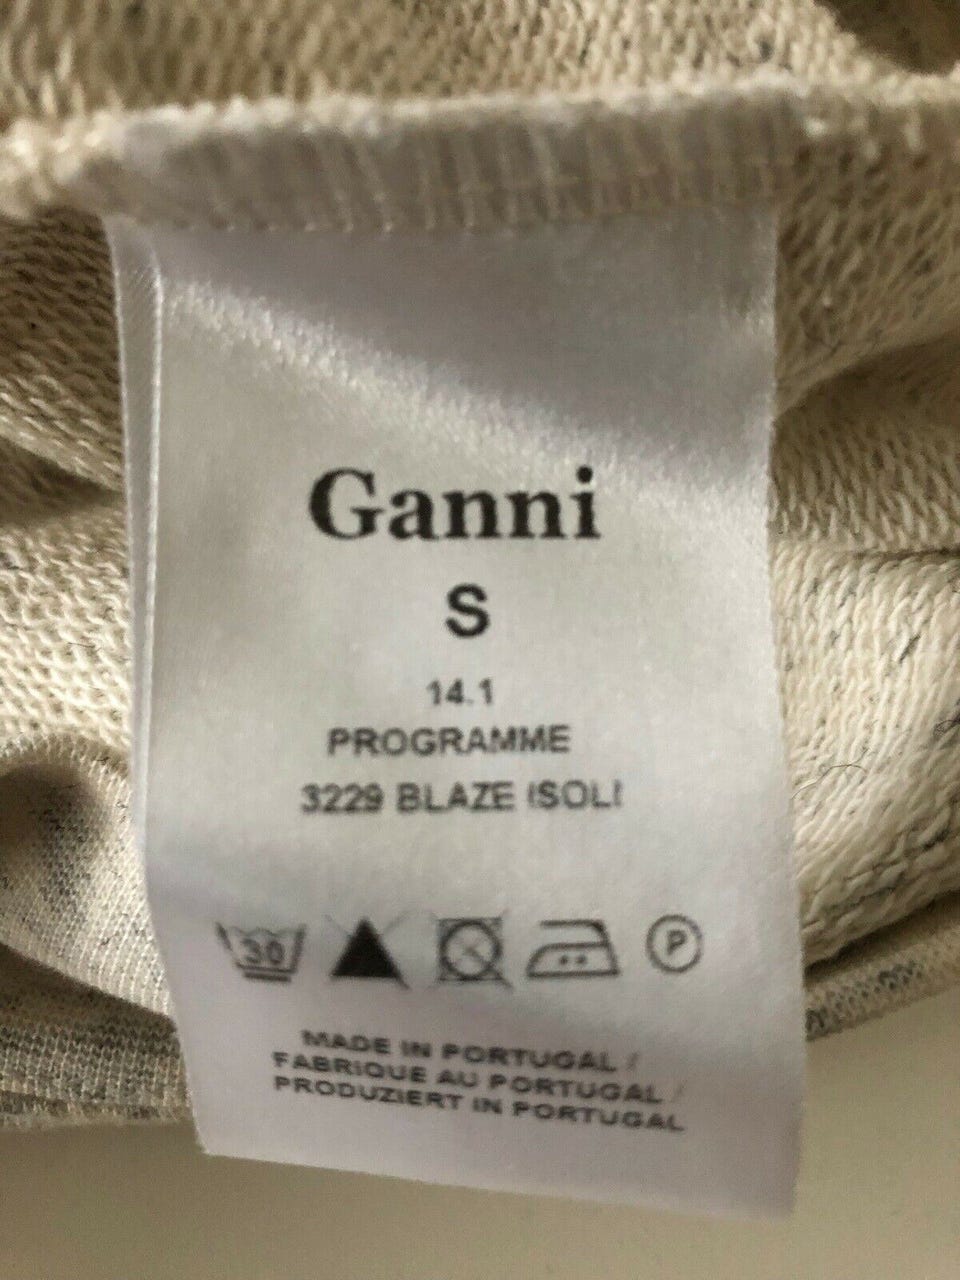 Ganni
S
14.1
PROGRAMME
3229 BLAZE ISOLI
30
P
MADE IN PORTUGAL /
FABRIQUE AU PORTUGAL /
PRODUZIERT IN PORTUGAL